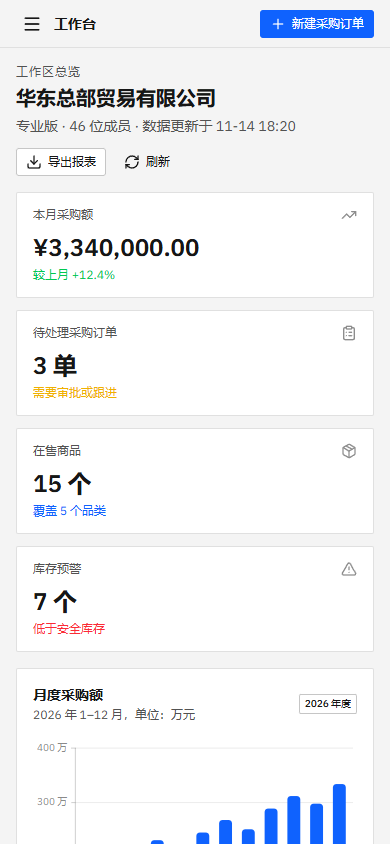 工作台
新建采购订单
工作区总览
华东总部贸易有限公司
专业版 · 46 位成员 · 数据更新于 11-14 18:20
导出报表
刷新
本月采购额
¥3,340,000.00
较上月 +12.4%
待处理采购订单
3 单
需要审批或跟进
在售商品
15 个
覆盖 5 个品类
库存预警
7 个
低于安全库存
月度采购额
2026 年 1–12 月，单位：万元
2026 年度
400 万
300 万